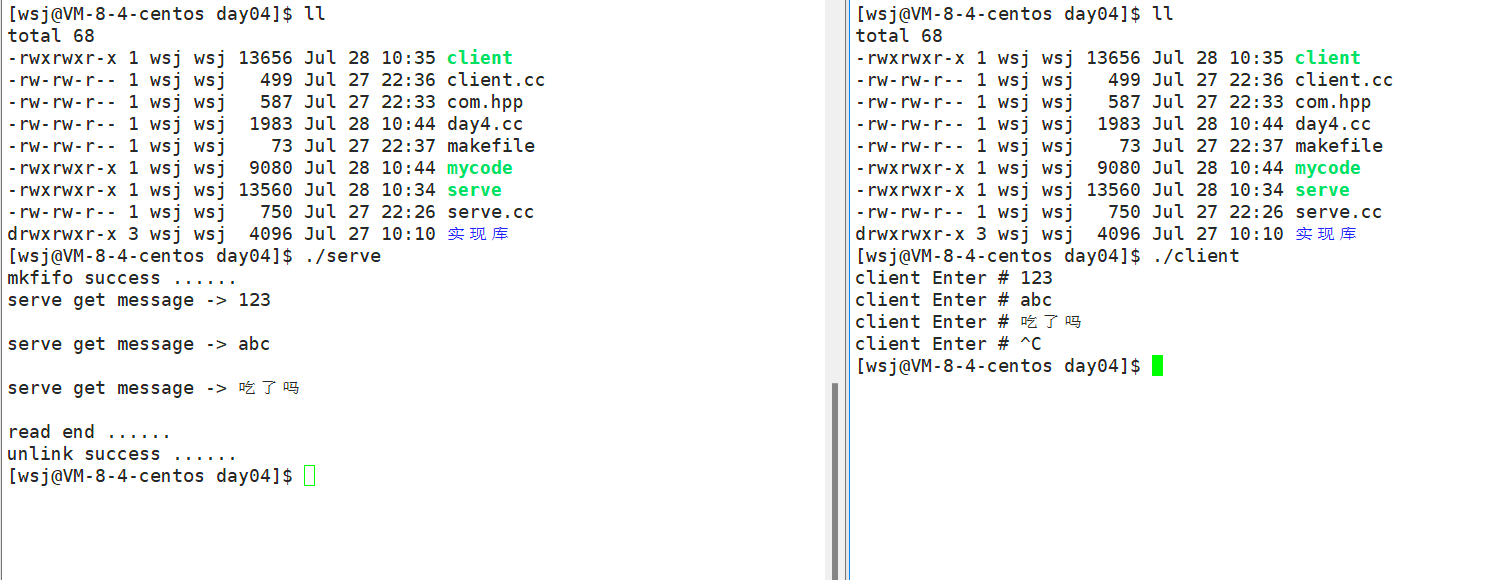 [wsj@VM-8-4-centos day04]$ ll
total 68
-rwxrwxr-x 1 wsj wsj 13656 Jul 28 10:35 client
-rw-rw-r-- 1 wsj wsj   499 Jul 27 22:36 client.cc
-rw-rw-r-- 1 wsj wsj   587 Jul 27 22:33 com.hpp
-rw-rw-r-- 1 wsj wsj  1983 Jul 28 10:44 day4.cc
-rw-rw-r-- 1 wsj wsj    73 Jul 27 22:37 makefile
-rwxrwxr-x 1 wsj wsj  9080 Jul 28 10:44 mycode
-rwxrwxr-x 1 wsj wsj 13560 Jul 28 10:34 serve
-rw-rw-r-- 1 wsj wsj   750 Jul 27 22:26 serve.cc
drwxrwxr-x 3 wsj wsj  4096 Jul 27 10:10 实现库
[wsj@VM-8-4-centos day04]$ ./serve
mkfifo success ......
serve get message -> 123
serve get message -> abc
serve get message -> 吃了吗
read end ......
unlink success ......
[wsj@VM-8-4-centos day04]$
[wsj@VM-8-4-centos day04]$ ll
total 68
-rwxrwxr-x 1 wsj wsj 13656 Jul 28 10:35 client
-rw-rw-r-- 1 wsj wsj   499 Jul 27 22:36 client.cc
-rw-rw-r-- 1 wsj wsj   587 Jul 27 22:33 com.hpp
-rw-rw-r-- 1 wsj wsj  1983 Jul 28 10:44 day4.cc
-rw-rw-r-- 1 wsj wsj    73 Jul 27 22:37 makefile
-rwxrwxr-x 1 wsj wsj  9080 Jul 28 10:44 mycode
-rwxrwxr-x 1 wsj wsj 13560 Jul 28 10:34 serve
-rw-rw-r-- 1 wsj wsj   750 Jul 27 22:26 serve.cc
drwxrwxr-x 3 wsj wsj  4096 Jul 27 10:10 实现库
[wsj@VM-8-4-centos day04]$ ./client
client Enter # 123
client Enter # abc
client Enter # 吃了吗
client Enter # ^C
[wsj@VM-8-4-centos day04]$